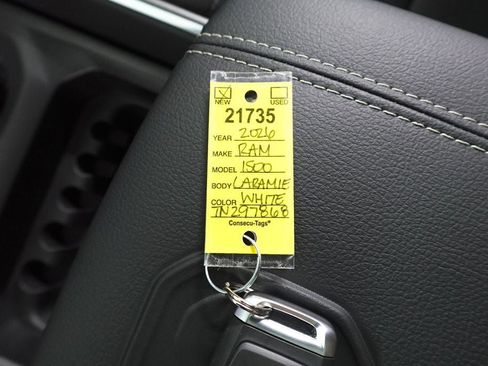 NEW USED
21735
YEAR 2026
MAKE RAM
MODEL 1500
BODY LARAMIE
COLOR WHITE
TN297868
Consecu-Tags®